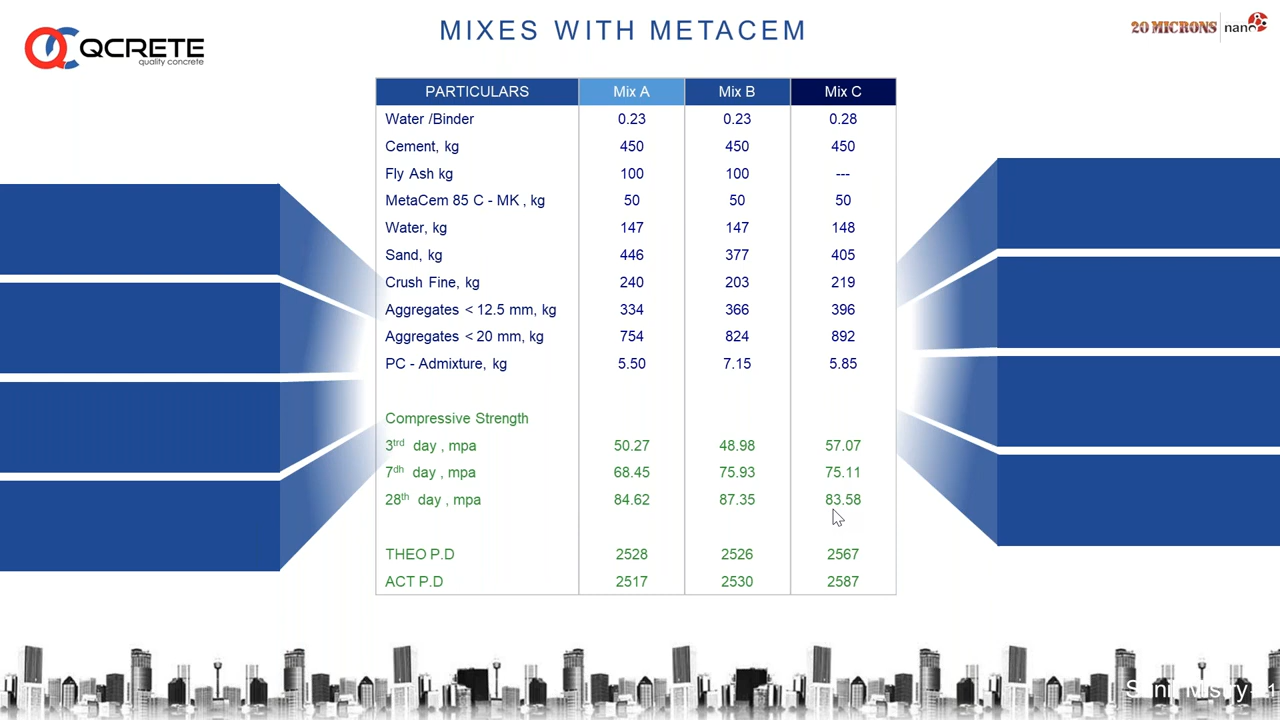 MIXES WITH METACEM
QCRETE
quality concrete
20 MICRONS nano
PARTICULARS Mix A Mix B Mix C
Water /Binder 0.23 0.23 0.28
Cement, kg 450 450 450
Fly Ash kg 100 100 ---
MetaCem 85 C - MK , kg 50 50 50
Water, kg 147 147 148
Sand, kg 446 377 405
Crush Fine, kg 240 203 219
Aggregates < 12.5 mm, kg 334 366 396
Aggregates < 20 mm, kg 754 824 892
PC - Admixture, kg 5.50 7.15 5.85
Compressive Strength
3rd day , mpa 50.27 48.98 57.07
7dh day , mpa 68.45 75.93 75.11
28th day , mpa 84.62 87.35 83.58
THEO P.D 2528 2526 2567
ACT P.D 2517 2530 2587